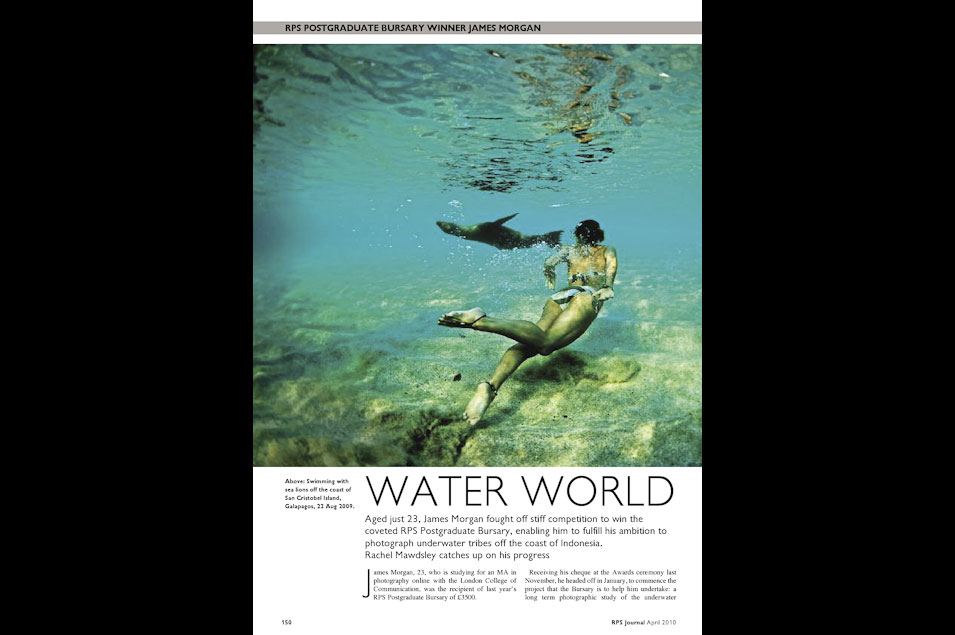 RPS POSTGRADUATE BURSARY WINNER JAMES MORGAN
Above: Swimming with
sea lions off the coast of
San Cristobel Island,
Galapagos, 22 Aug 2009.
WATER WORLD
Aged just 23, James Morgan fought off stiff competition to win the
coveted RPS Postgraduate Bursary, enabling him to fulfill his ambition to
photograph underwater tribes off the coast of Indonesia.
Rachel Mawdsley catches up on his progress
James Morgan, 23, who is studying for an MA in
photography online with the London College of
Communication, was the recipient of last year's
RPS Postgraduate Bursary of £3500.
Receiving his cheque at the Awards ceremony last
November, he headed off in January, to commence the
project that the Bursary is to help him undertake: a
long term photographic study of the underwater
150
RPS Journal April 2010